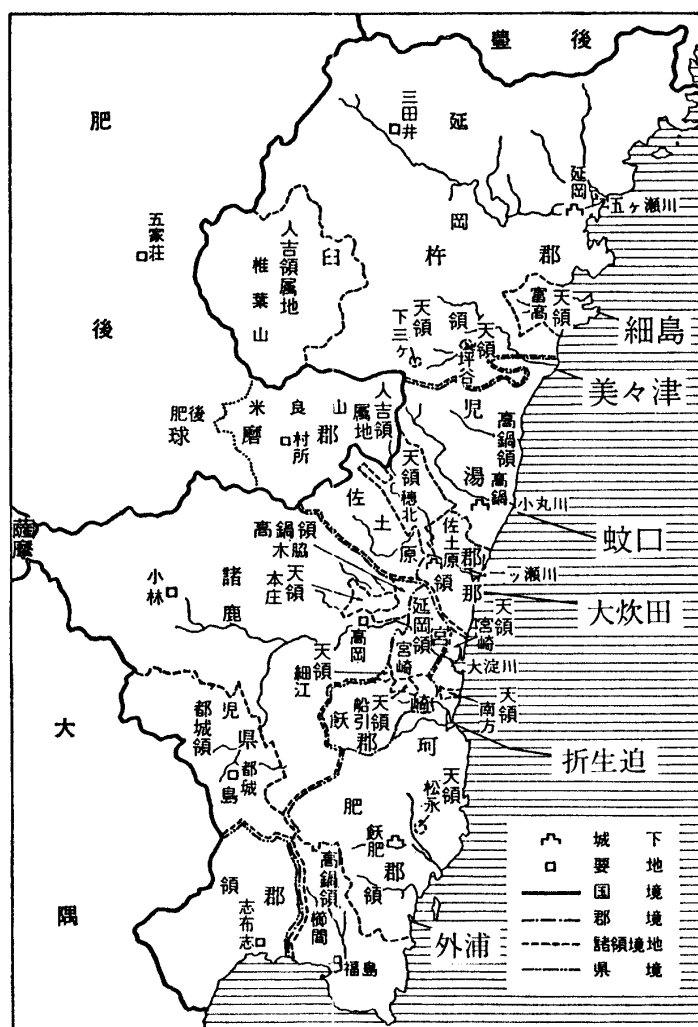 豊後
肥後
三田井
延岡
延岡
五ヶ瀬川
五家荘
人吉領属地
椎葉山
臼杵郡
天領
富高
細島
天領
下三ヶ
領
天領
坪谷
美々津
肥後
球磨郡
米良山
村所
人吉領
属地
児湯郡
高鍋領
高鍋
小丸川
蚊口
天領
穂北
佐土原領
佐土原
一ッ瀬川
高鍋領
木脇
薩摩
諸
鹿
小林
天領
本庄
高岡
延岡領
宮崎
那
大炊田
天領
宮崎
大淀川
天領
細江
宮崎
天領
南方
天領
船引
飫
郡
折生迫
児
都城領
県
都城
島
珂
天領
松永
肥
飫肥
郡
領
大隅
領
郡
志布志
高鍋領
櫛間
福島
外浦
城下
要地
国境
郡境
諸領境地
県境